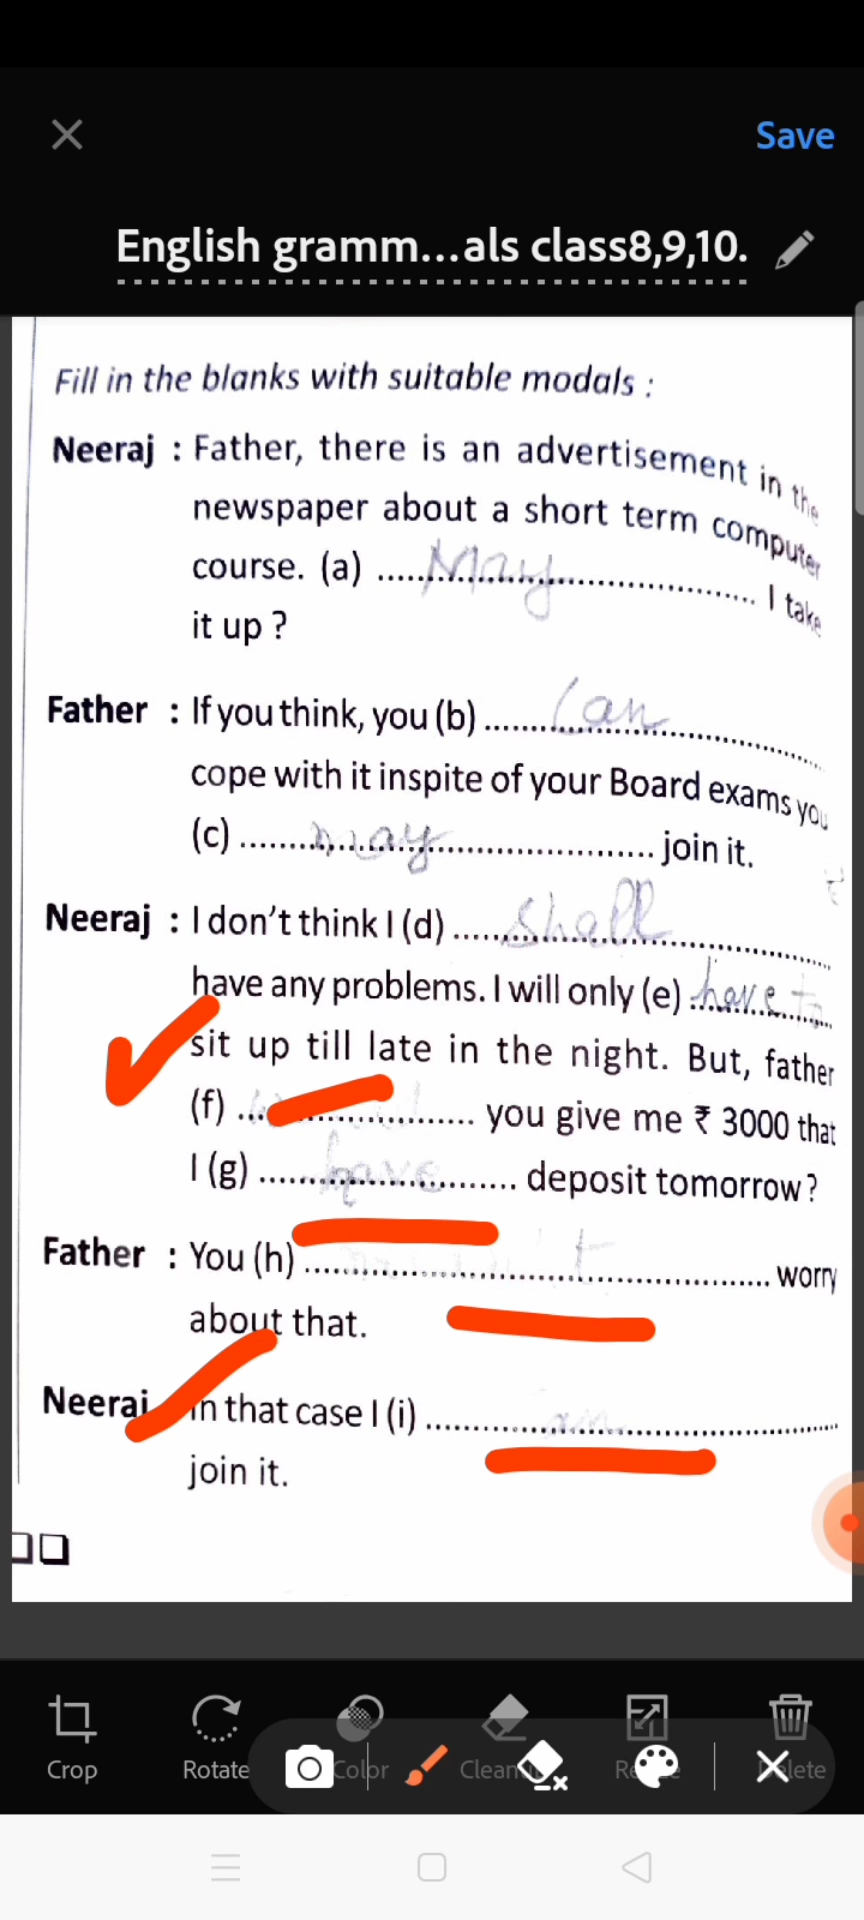 Save
English gramm...als class8,9,10.
Fill in the blanks with suitable modals :
Neeraj : Father, there is an advertisement in the
newspaper about a short term computer
course. (a) ..... May ..... I take
it up ?
Father : If you think, you (b) ..... Can .....
cope with it inspite of your Board exams you
(c) ..... may ..... join it.
Neeraj : I don't think I (d) ..... shall .....
have any problems. I will only (e) ..... have to .....
sit up till late in the night. But, father
(f) ..... you give me ₹ 3000 that
I (g) ..... have ..... deposit tomorrow?
Father : You (h) ..... worry
about that.
Neeraj In that case I (i) .....
join it.
Crop Rotate Color Clean Re e elete